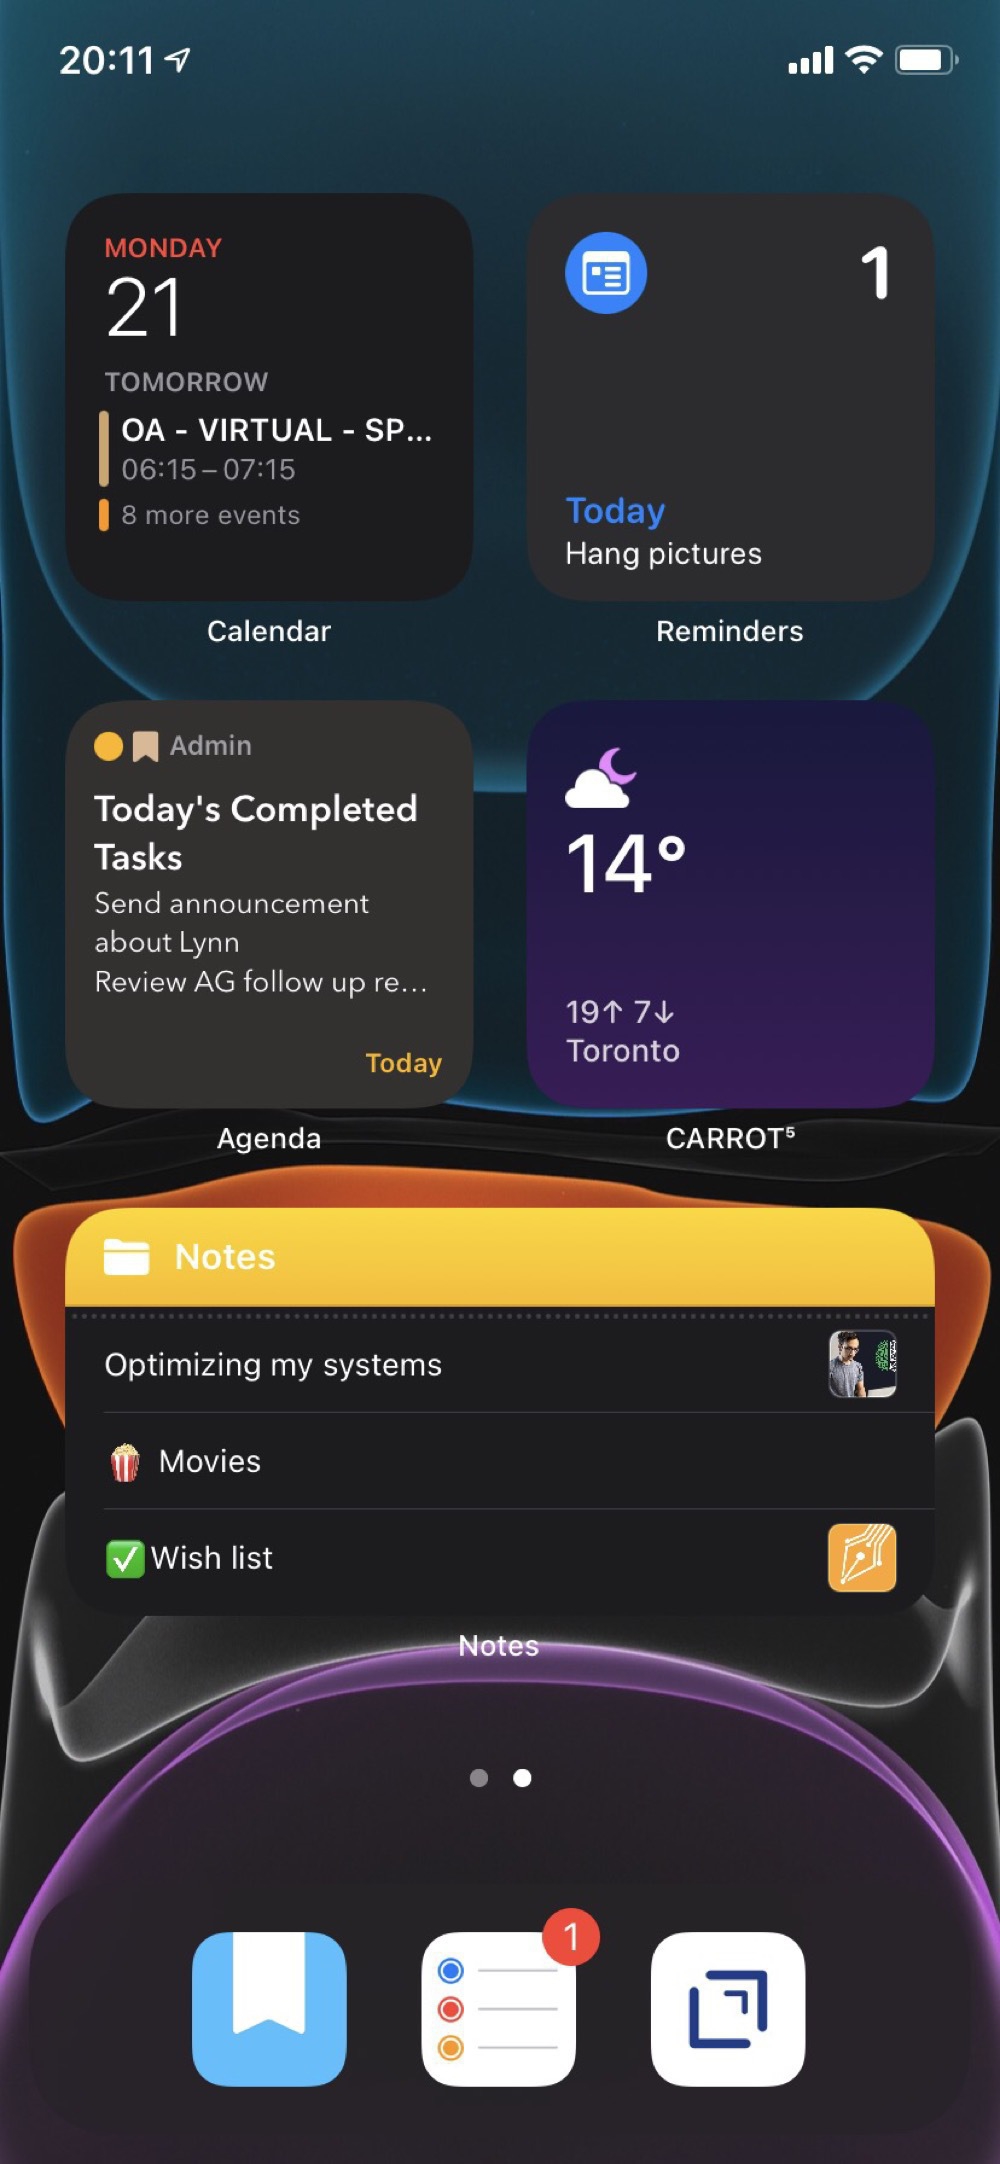 20:11
MONDAY
21
TOMORROW
OA - VIRTUAL - SP...
06:15 – 07:15
8 more events
Calendar
1
Today
Hang pictures
Reminders
Admin
Today's Completed
Tasks
Send announcement
about Lynn
Review AG follow up re...
Today
Agenda
14°
19↑ 7↓
Toronto
CARROT⁵
Notes
Optimizing my systems
🍿 Movies
✅ Wish list
Notes
1